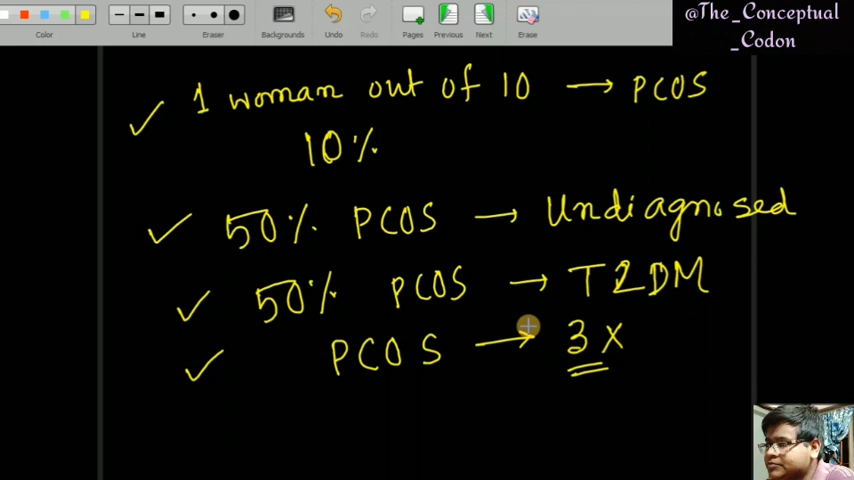 Color
Line
Eraser
Backgrounds
Undo
Redo
Pages
Previous
Next
Erase
@The_Conceptual
_Codon
1 woman out of 10 → PCOS
10%
50% PCOS → Undiagnosed
50% PCOS → T2DM
PCOS → 3X